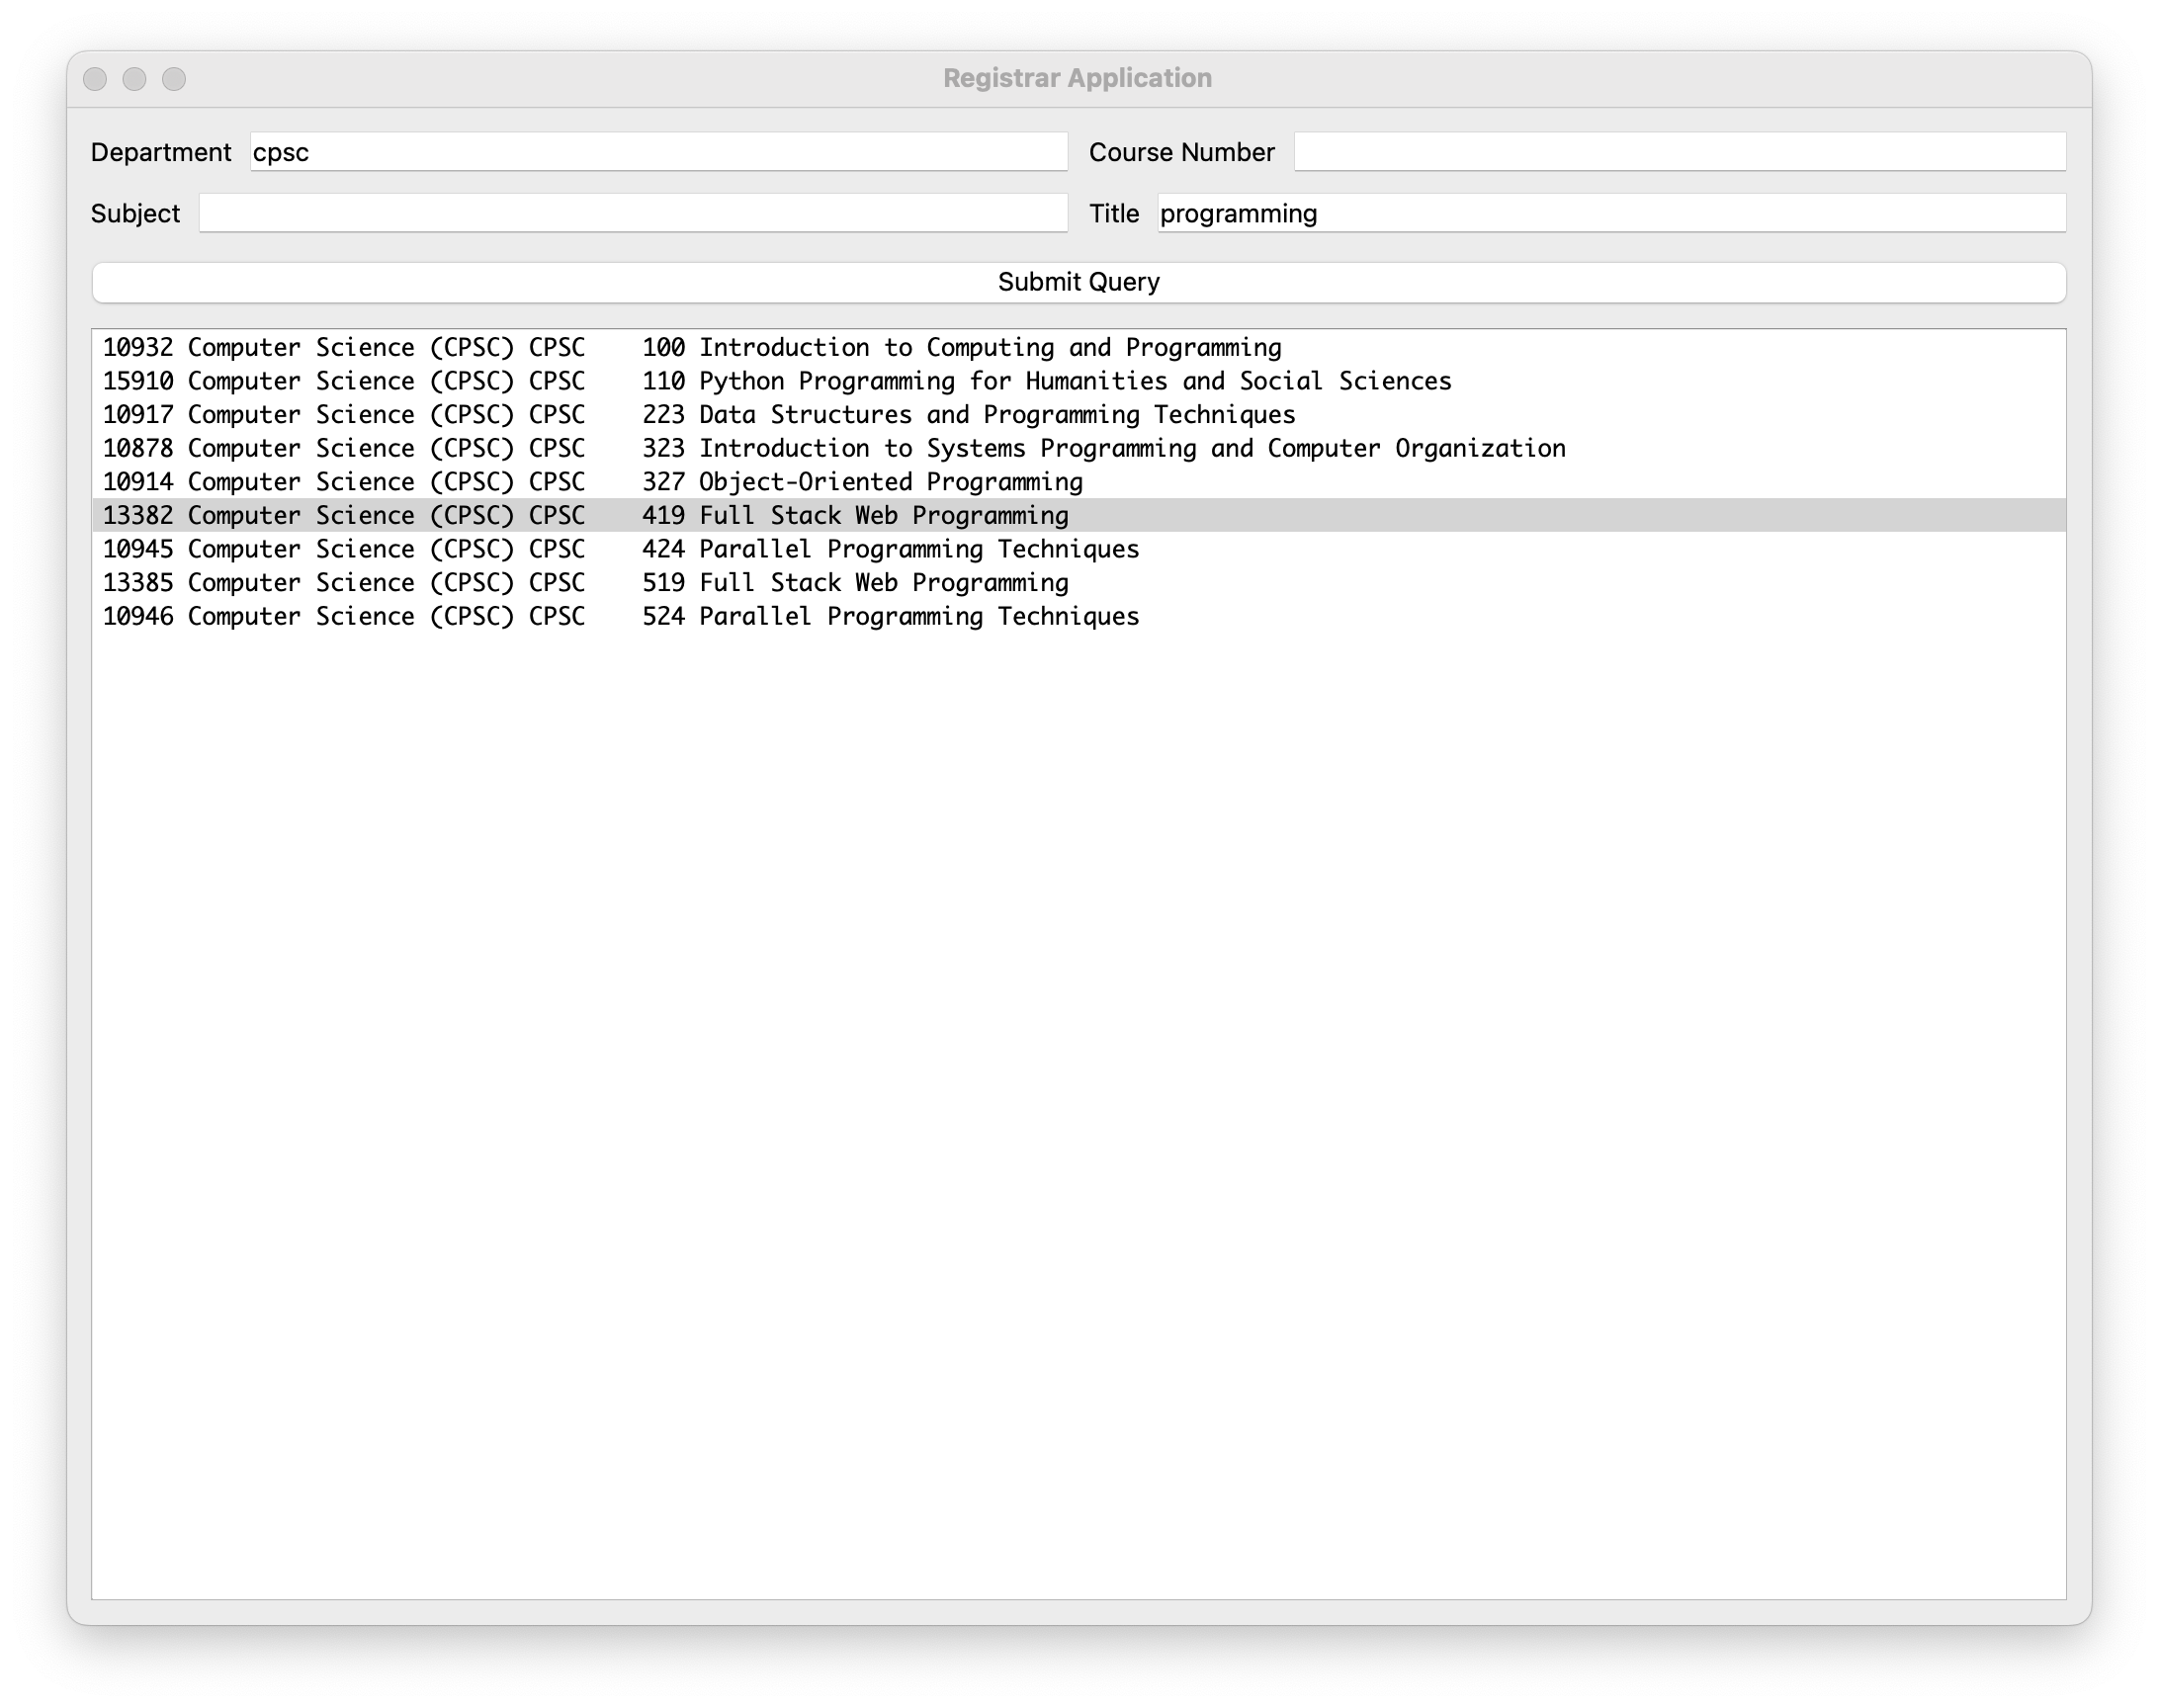 Registrar Application
Department cpsc Course Number
Subject Title programming
Submit Query
10932 Computer Science (CPSC) CPSC    100 Introduction to Computing and Programming
15910 Computer Science (CPSC) CPSC    110 Python Programming for Humanities and Social Sciences
10917 Computer Science (CPSC) CPSC    223 Data Structures and Programming Techniques
10878 Computer Science (CPSC) CPSC    323 Introduction to Systems Programming and Computer Organization
10914 Computer Science (CPSC) CPSC    327 Object-Oriented Programming
13382 Computer Science (CPSC) CPSC    419 Full Stack Web Programming
10945 Computer Science (CPSC) CPSC    424 Parallel Programming Techniques
13385 Computer Science (CPSC) CPSC    519 Full Stack Web Programming
10946 Computer Science (CPSC) CPSC    524 Parallel Programming Techniques